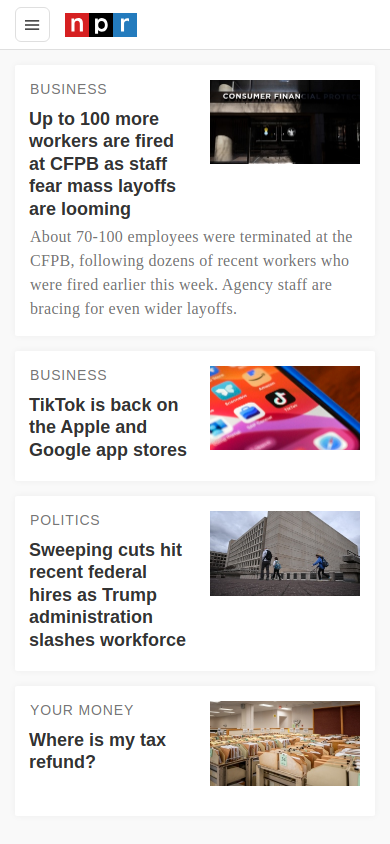 npr
BUSINESS
Up to 100 more
workers are fired
at CFPB as staff
fear mass layoffs
are looming
CONSUMER FINANCIAL PROTEC
About 70-100 employees were terminated at the
CFPB, following dozens of recent workers who
were fired earlier this week. Agency staff are
bracing for even wider layoffs.
BUSINESS
TikTok is back on
the Apple and
Google app stores
TikTok
POLITICS
Sweeping cuts hit
recent federal
hires as Trump
administration
slashes workforce
YOUR MONEY
Where is my tax
refund?